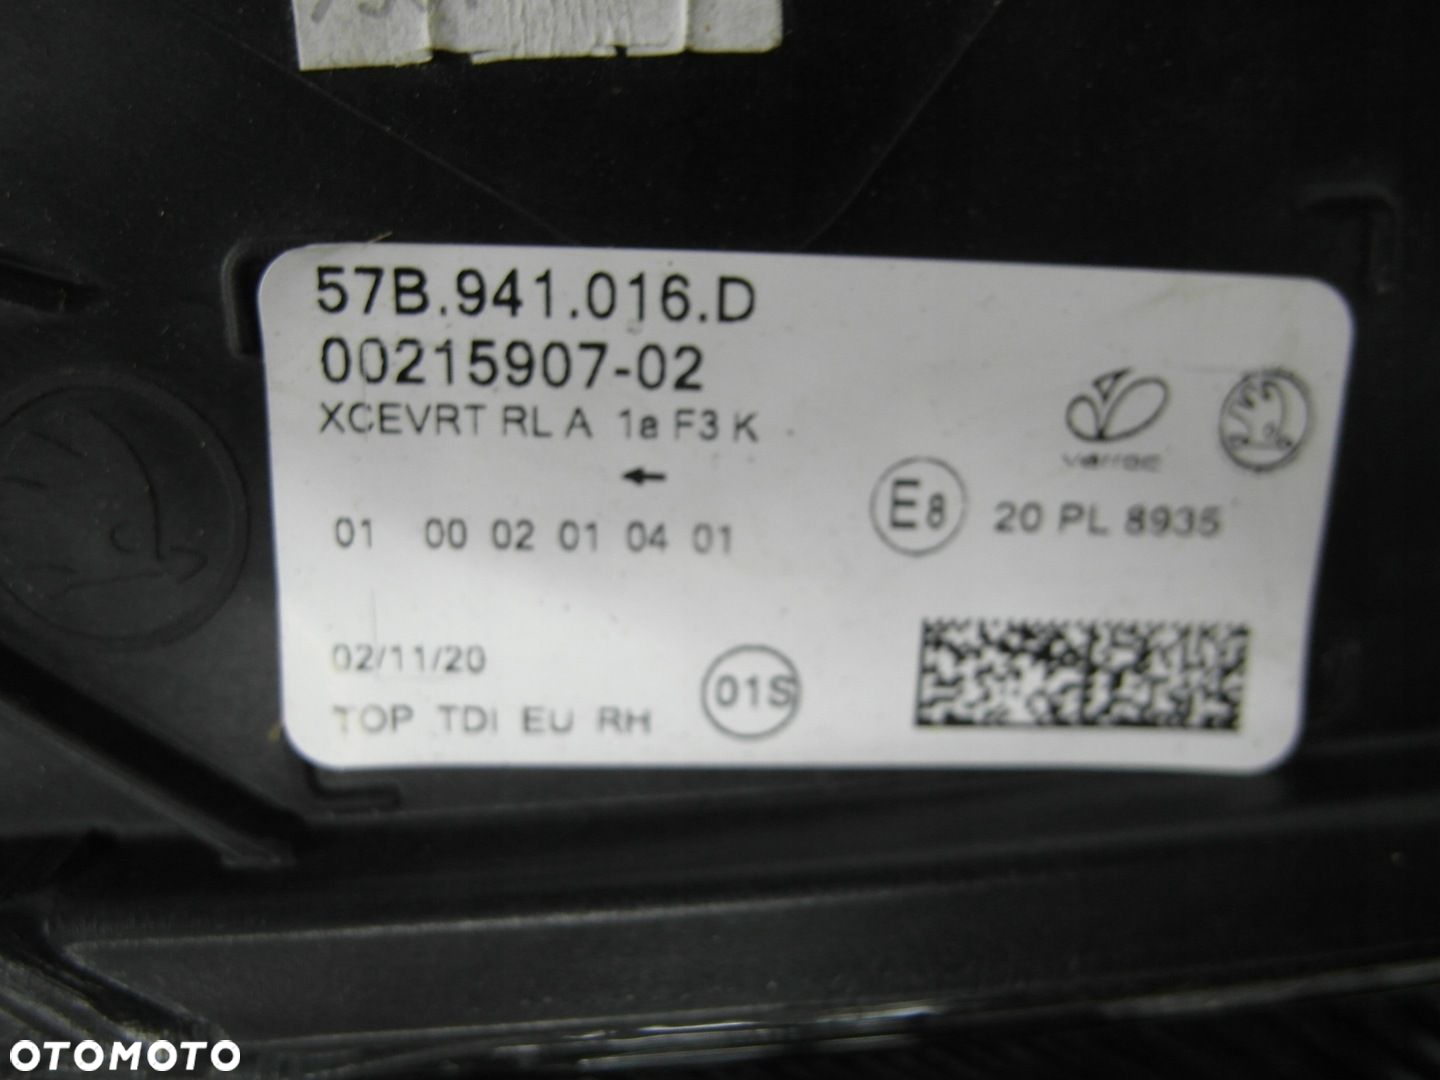 57B.941.016.D
00215907-02
XCEVRT RL A 1a F3 K
varroc
E8 20 PL 8935
01 00 02 01 04 01
02/11/20
TOP TDI EU RH
01S
OTOMOTO